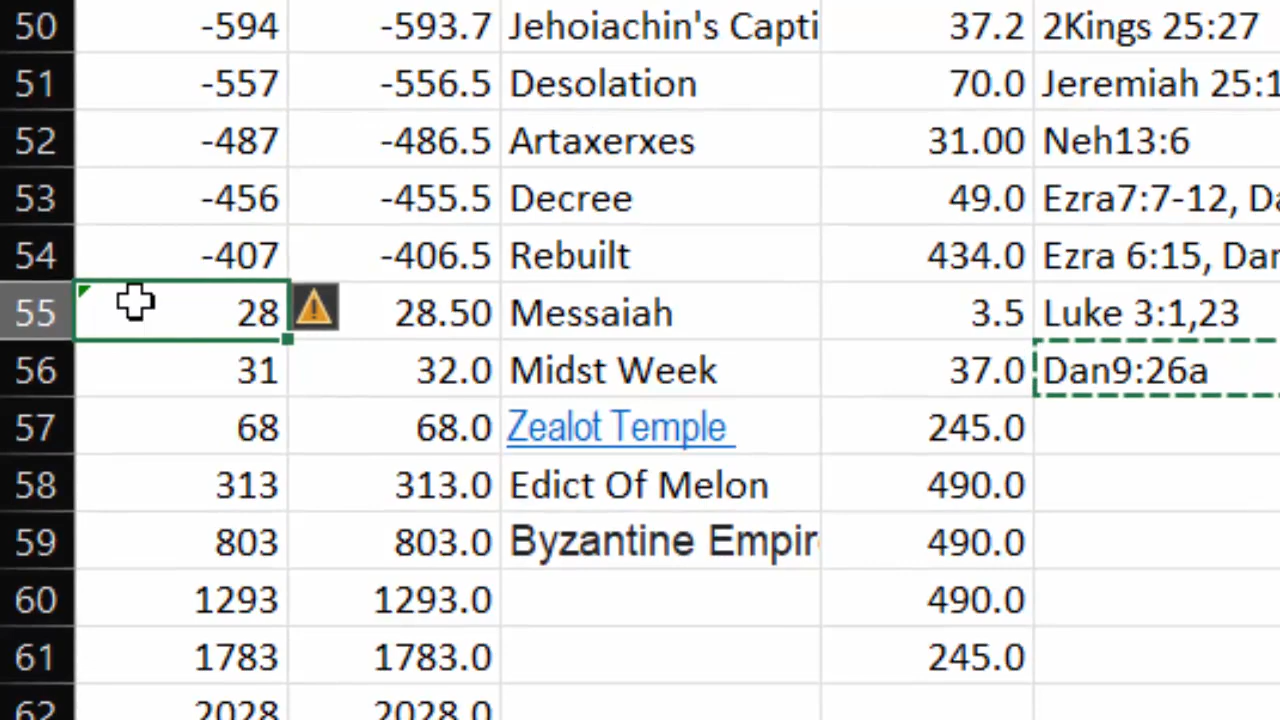 50 -594 -593.7 Jehoiachin's Capti 37.2 2Kings 25:27
51 -557 -556.5 Desolation 70.0 Jeremiah 25:1
52 -487 -486.5 Artaxerxes 31.00 Neh13:6
53 -456 -455.5 Decree 49.0 Ezra7:7-12, Da
54 -407 -406.5 Rebuilt 434.0 Ezra 6:15, Dan
55 28 28.50 Messaiah 3.5 Luke 3:1,23
56 31 32.0 Midst Week 37.0 Dan9:26a
57 68 68.0 Zealot Temple 245.0
58 313 313.0 Edict Of Melon 490.0
59 803 803.0 Byzantine Empir 490.0
60 1293 1293.0 490.0
61 1783 1783.0 245.0
62 2028 2028.0